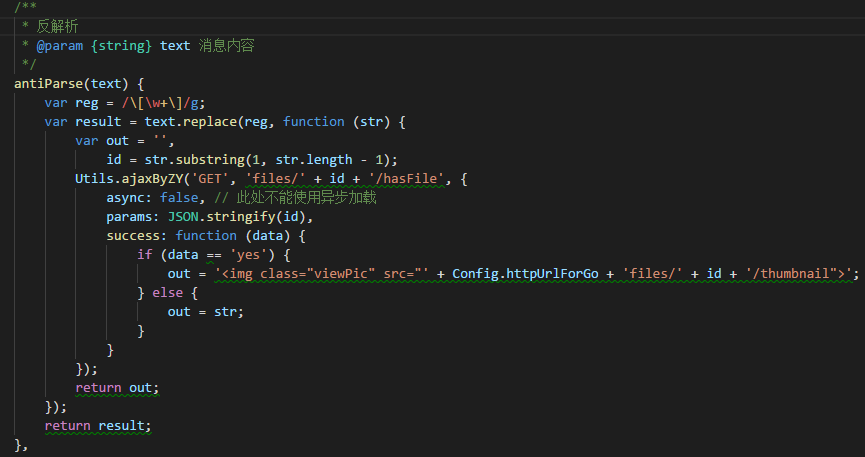 /**
 * 反解析
 * @param {string} text 消息内容
 */
antiParse(text) {
    var reg = /\[\w+\]/g;
    var result = text.replace(reg, function (str) {
        var out = '',
            id = str.substring(1, str.length - 1);
        Utils.ajaxByZY('GET', 'files/' + id + '/hasFile', {
            async: false, // 此处不能使用异步加载
            params: JSON.stringify(id),
            success: function (data) {
                if (data == 'yes') {
                    out = '<img class="viewPic" src="' + Config.httpUrlForGo + 'files/' + id + '/thumbnail">';
                } else {
                    out = str;
                }
            }
        });
        return out;
    });
    return result;
},